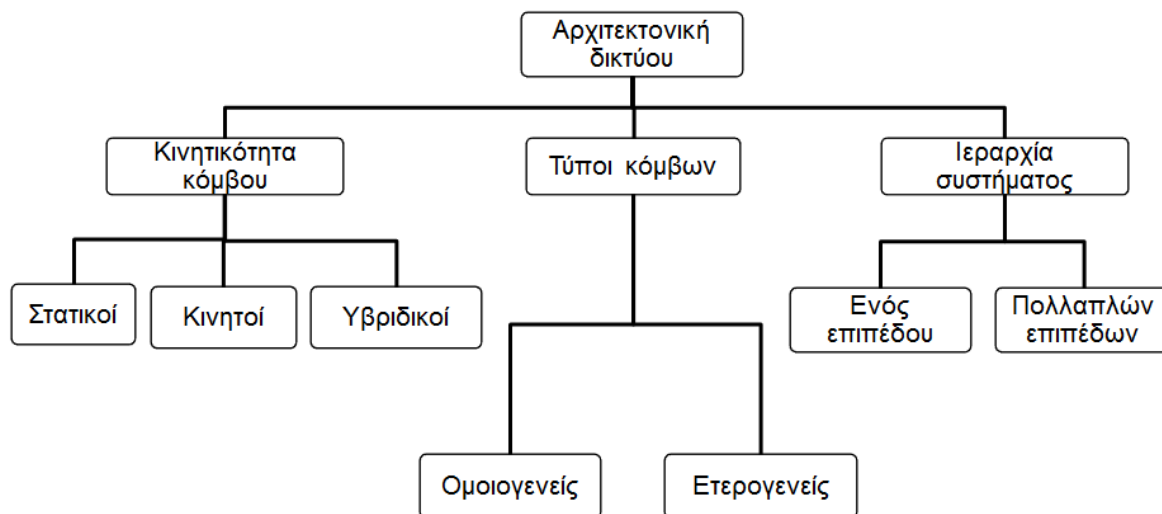 Αρχιτεκτονική
δικτύου
Κινητικότητα
κόμβου
Τύποι κόμβων
Ιεραρχία
συστήματος
Στατικοί
Κινητοί
Υβριδικοί
Ενός
επιπέδου
Πολλαπλών
επιπέδων
Ομοιογενείς
Ετερογενείς